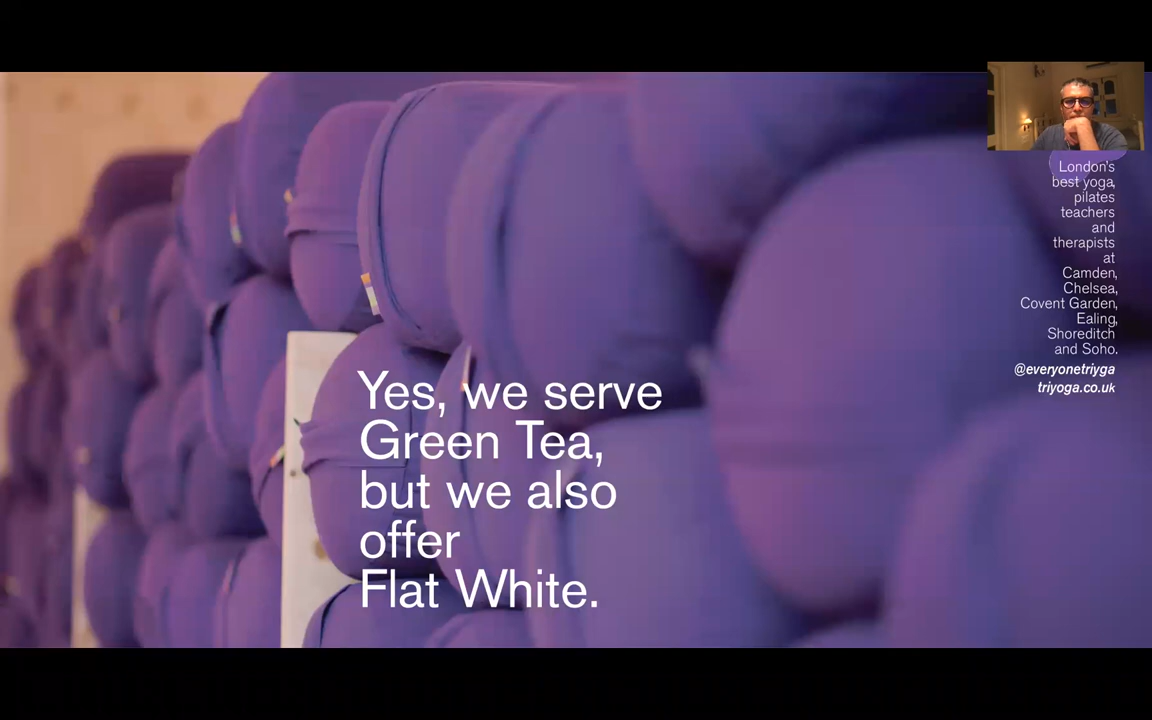 Yes, we serve
Green Tea,
but we also
offer
Flat White.
London's
best yoga,
pilates
teachers
and
therapists
at
Camden,
Chelsea,
Covent Garden,
Ealing,
Shoreditch
and Soho.
@everyonetriyga
triyoga.co.uk